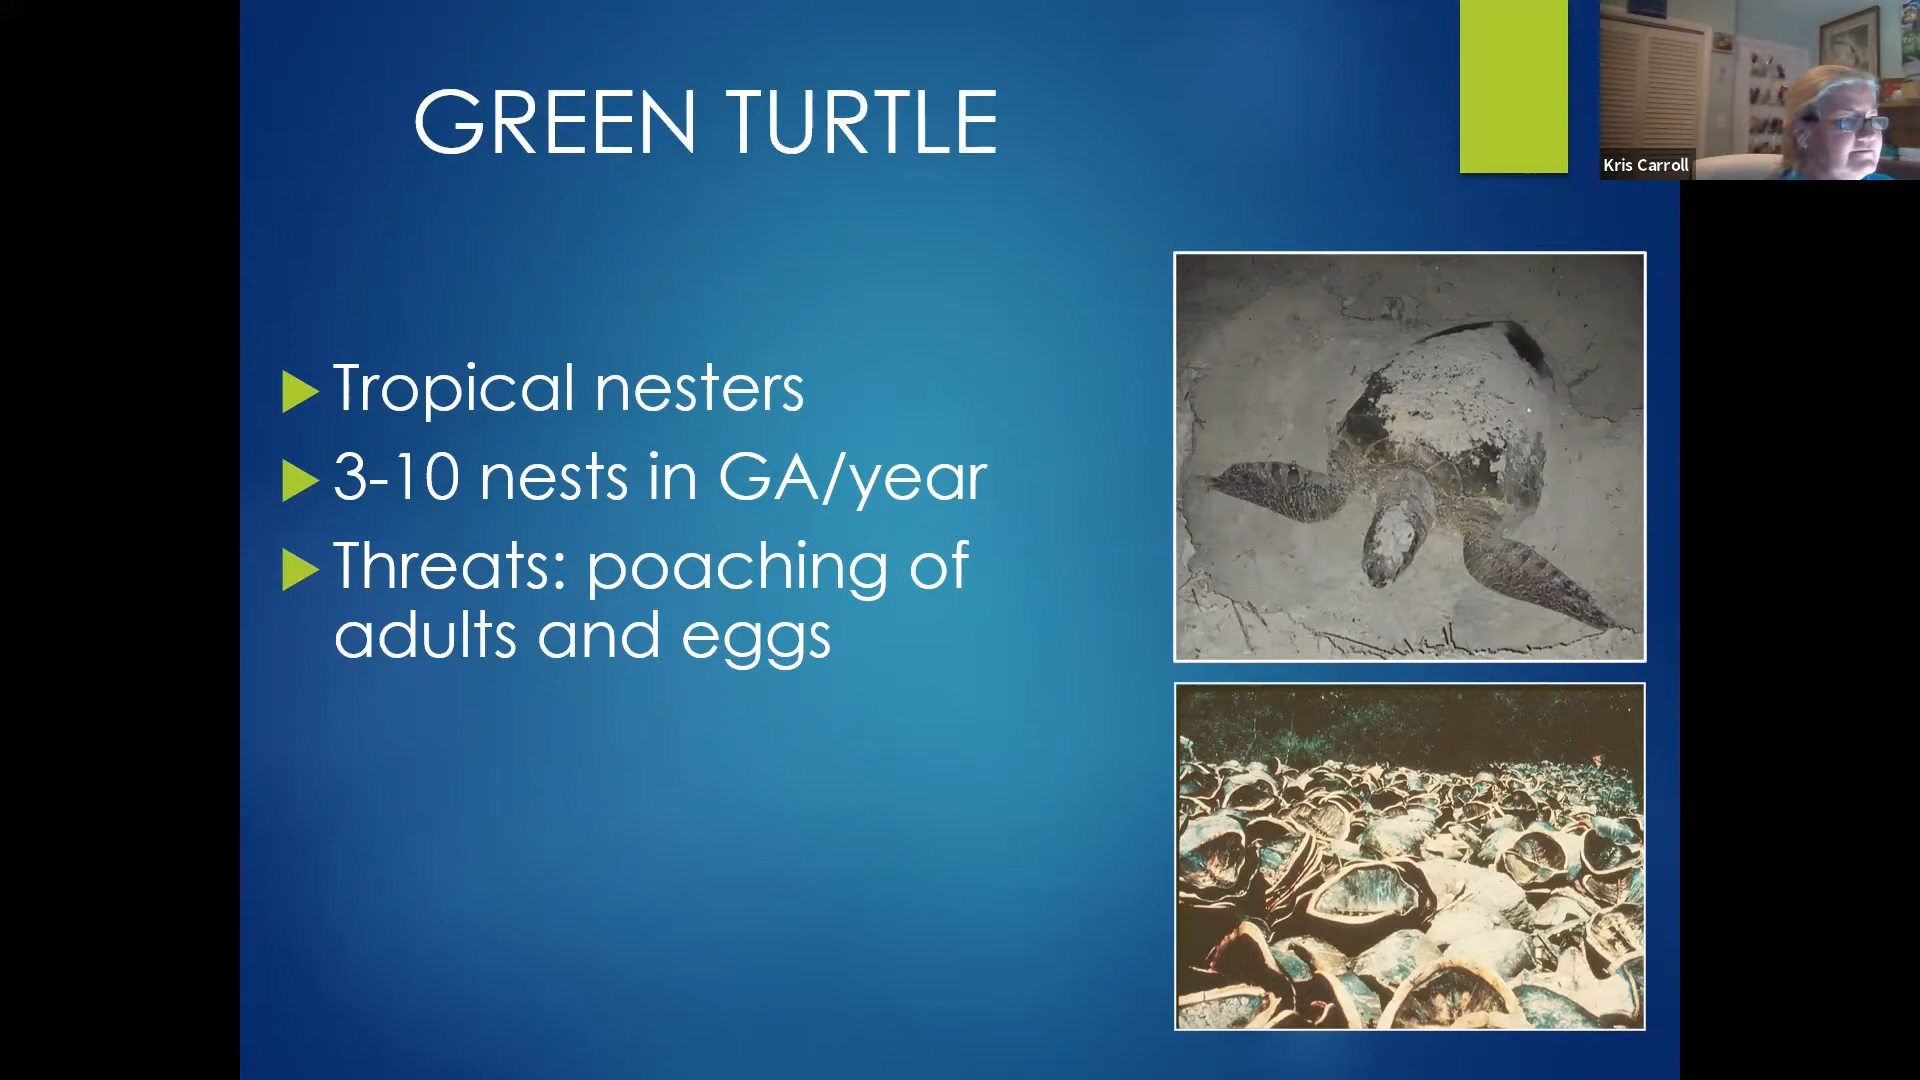 GREEN TURTLE
Kris Carroll
Tropical nesters
3-10 nests in GA/year
Threats: poaching of
adults and eggs